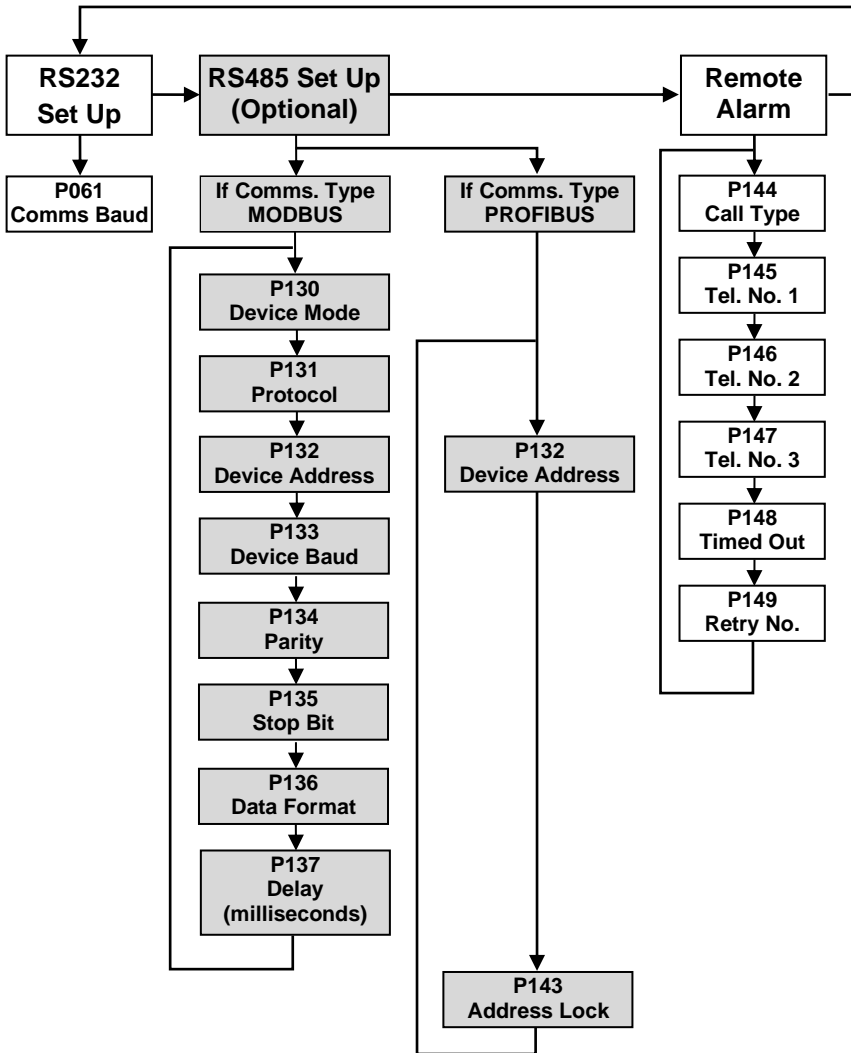 RS232
Set Up
RS485 Set Up
(Optional)
Remote
Alarm
P061
Comms Baud
If Comms. Type
MODBUS
If Comms. Type
PROFIBUS
P144
Call Type
P130
Device Mode
P145
Tel. No. 1
P131
Protocol
P146
Tel. No. 2
P132
Device Address
P132
Device Address
P147
Tel. No. 3
P133
Device Baud
P148
Timed Out
P134
Parity
P149
Retry No.
P135
Stop Bit
P136
Data Format
P137
Delay
(milliseconds)
P143
Address Lock